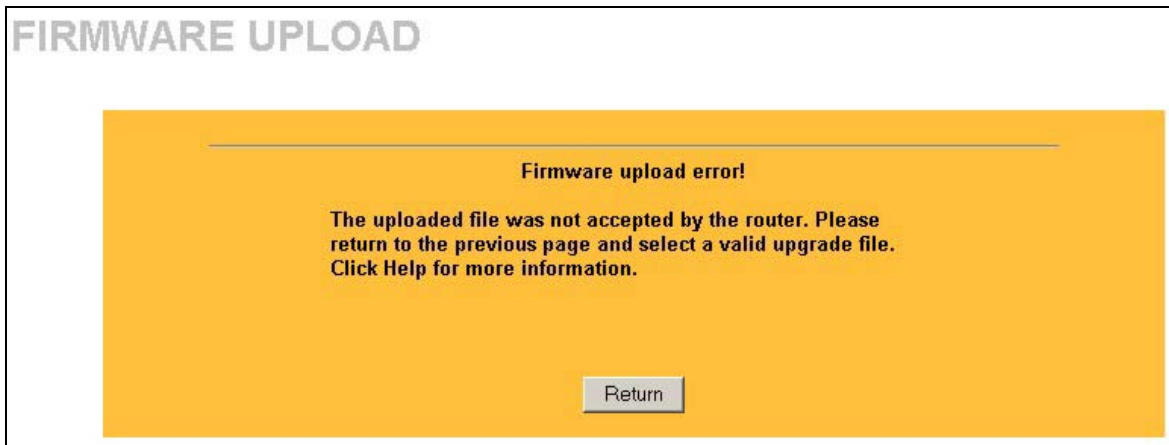 FIRMWARE UPLOAD
Firmware upload error!
The uploaded file was not accepted by the router. Please
return to the previous page and select a valid upgrade file.
Click Help for more information.
Return